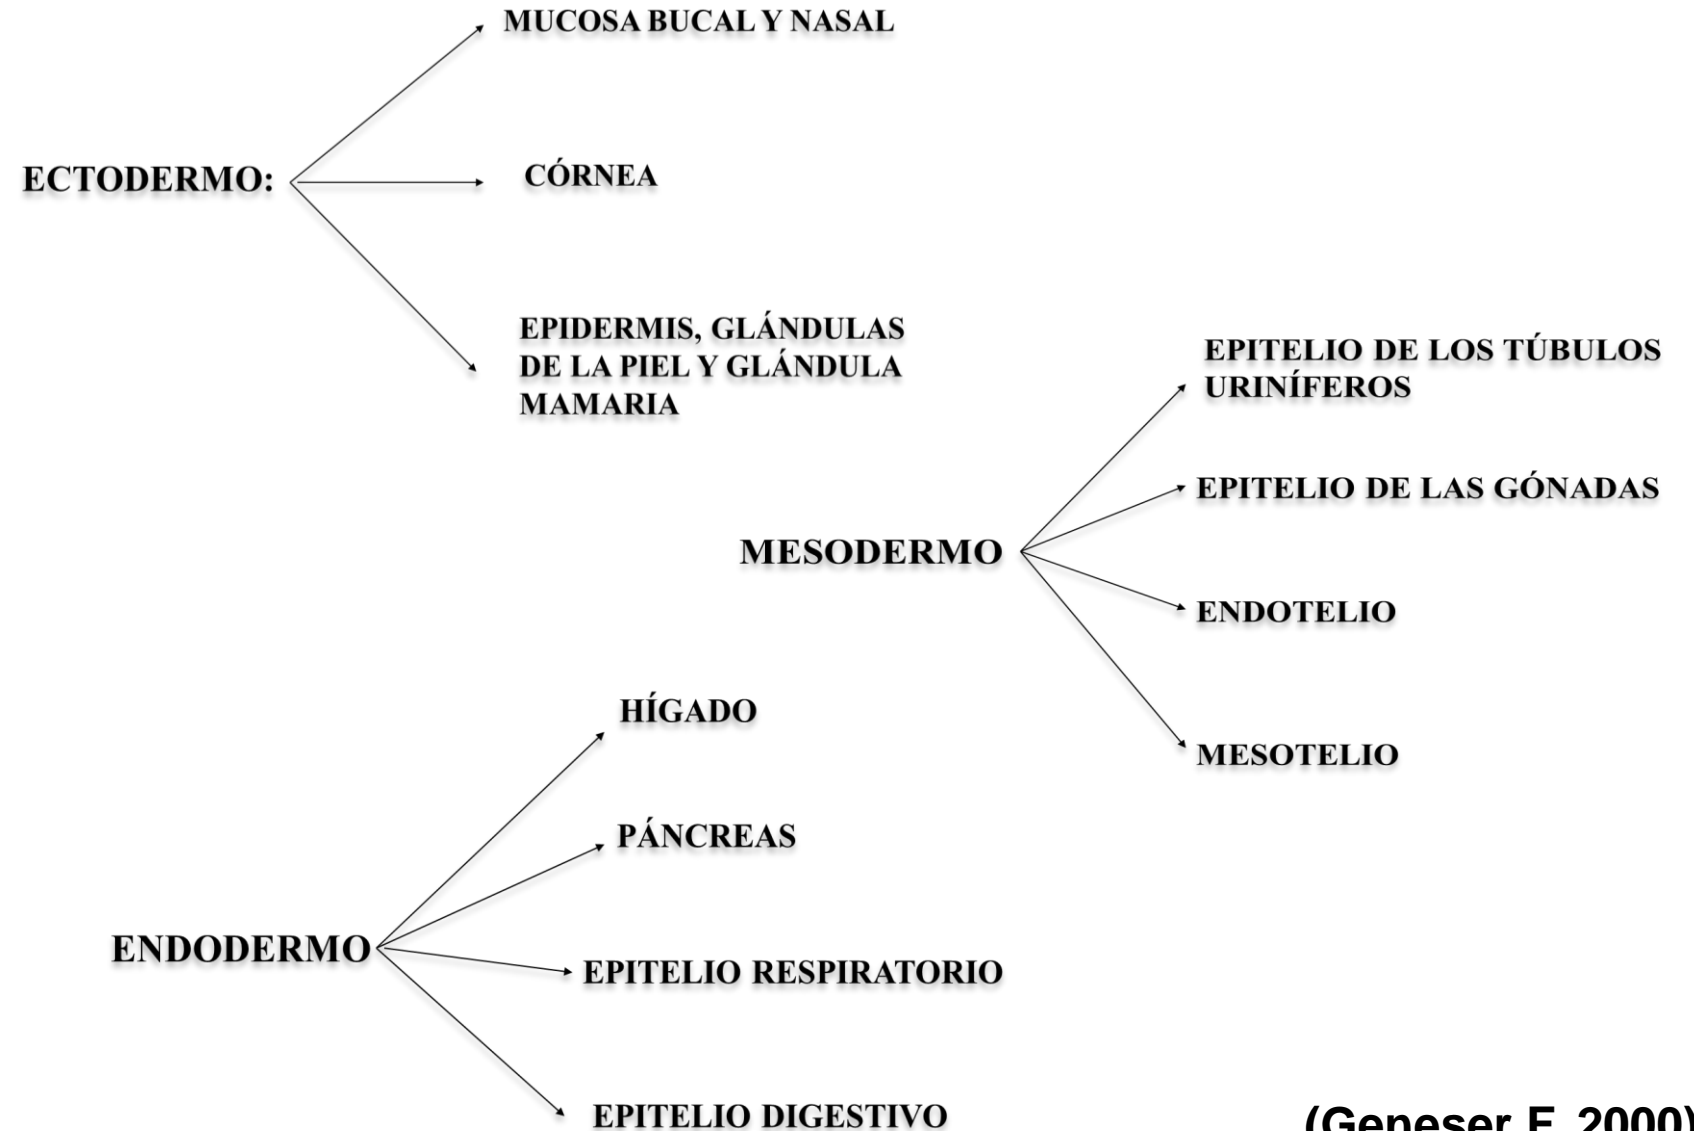 MUCOSA BUCAL Y NASAL
ECTODERMO:
CÓRNEA
EPIDERMIS, GLÁNDULAS
DE LA PIEL Y GLÁNDULA
MAMARIA
EPITELIO DE LOS TÚBULOS
URINÍFEROS
EPITELIO DE LAS GÓNADAS
MESODERMO
ENDOTELIO
MESOTELIO
HÍGADO
PÁNCREAS
ENDODERMO
EPITELIO RESPIRATORIO
EPITELIO DIGESTIVO
(Geneser F, 2000)